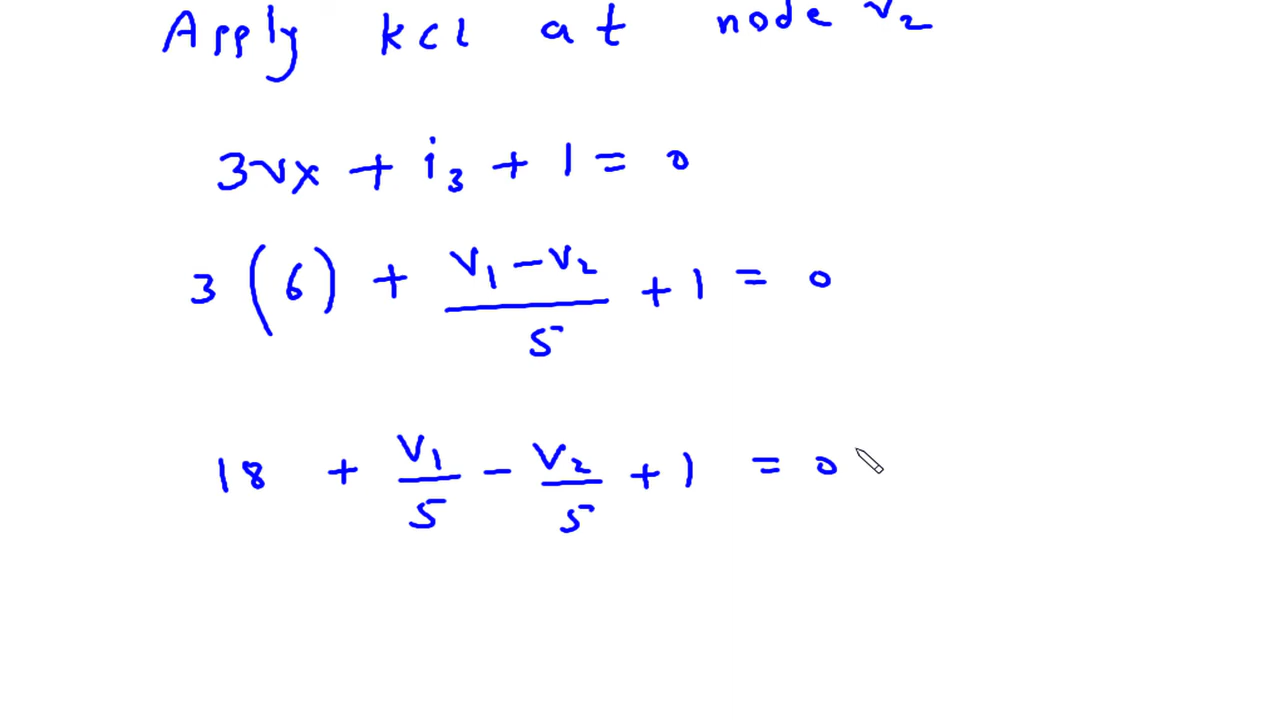 Apply kcl at node v₂
3vx + i₃ + 1 = 0
3 (6) + (v₁ - v₂)/5 + 1 = 0
18 + v₁/5 - v₂/5 + 1 = 0